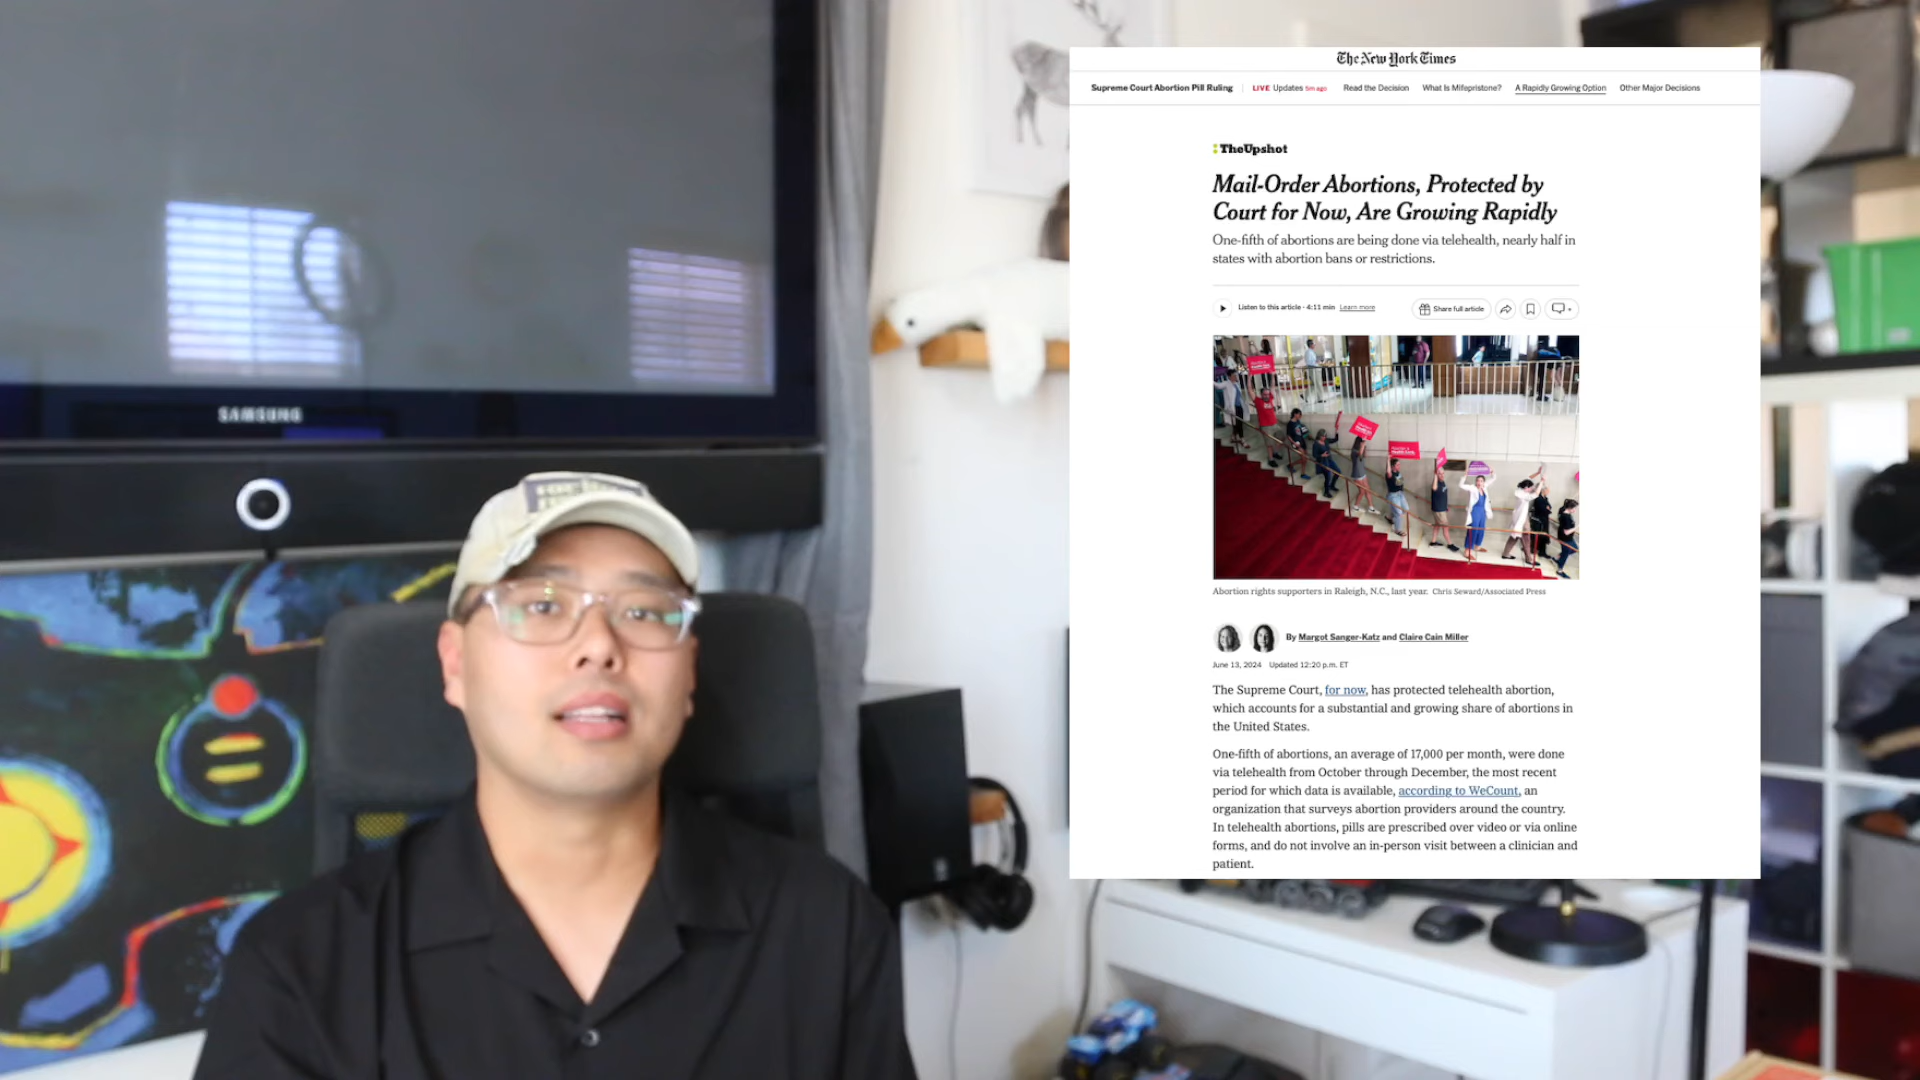 SAMSUNG
The New York Times
Supreme Court Abortion Pill Ruling LIVE Updates 5m ago Read the Decision What Is Mifepristone? A Rapidly Growing Option Other Major Decisions
TheUpshot
Mail-Order Abortions, Protected by
Court for Now, Are Growing Rapidly
One-fifth of abortions are being done via telehealth, nearly half in
states with abortion bans or restrictions.
Listen to this article · 4:11 min Learn more Share full article
Abortion rights supporters in Raleigh, N.C., last year. Chris Seward/Associated Press
By Margot Sanger-Katz and Claire Cain Miller
June 13, 2024 Updated 12:20 p.m. ET
The Supreme Court, for now, has protected telehealth abortion,
which accounts for a substantial and growing share of abortions in
the United States.
One-fifth of abortions, an average of 17,000 per month, were done
via telehealth from October through December, the most recent
period for which data is available, according to WeCount, an
organization that surveys abortion providers around the country.
In telehealth abortions, pills are prescribed over video or via online
forms, and do not involve an in-person visit between a clinician and
patient.